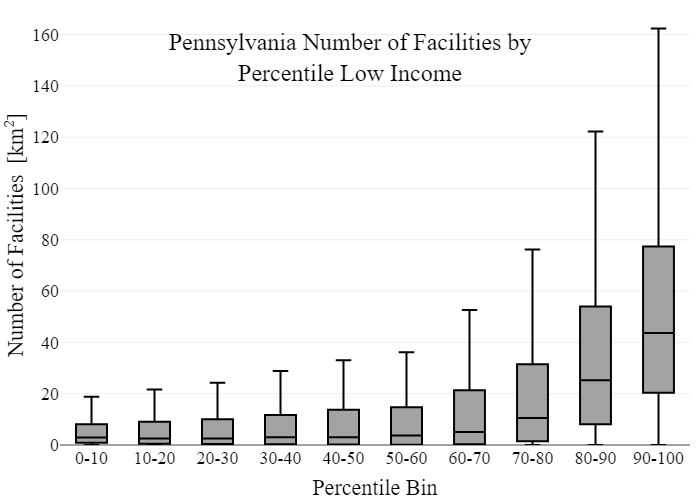 Pennsylvania Number of Facilities by
Percentile Low Income
Number of Facilities [km²]
160
140
120
100
80
60
40
20
0
0-10 10-20 20-30 30-40 40-50 50-60 60-70 70-80 80-90 90-100
Percentile Bin